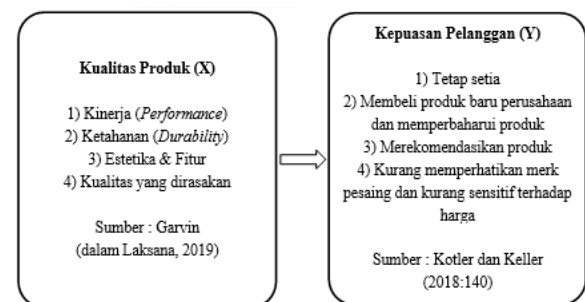 Kualitas Produk (X)
1) Kinerja (Performance)
2) Ketahanan (Durability)
3) Estetika & Fitur
4) Kualitas yang dirasakan
Sumber : Garvin
(dalam Laksana, 2019)
Kepuasan Pelanggan (Y)
1) Tetap setia
2) Membeli produk baru perusahaan
dan memperbaharui produk
3) Merekomendasikan produk
4) Kurang memperhatikan merk
pesaing dan kurang sensitif terhadap
harga
Sumber : Kotler dan Keller
(2018:140)